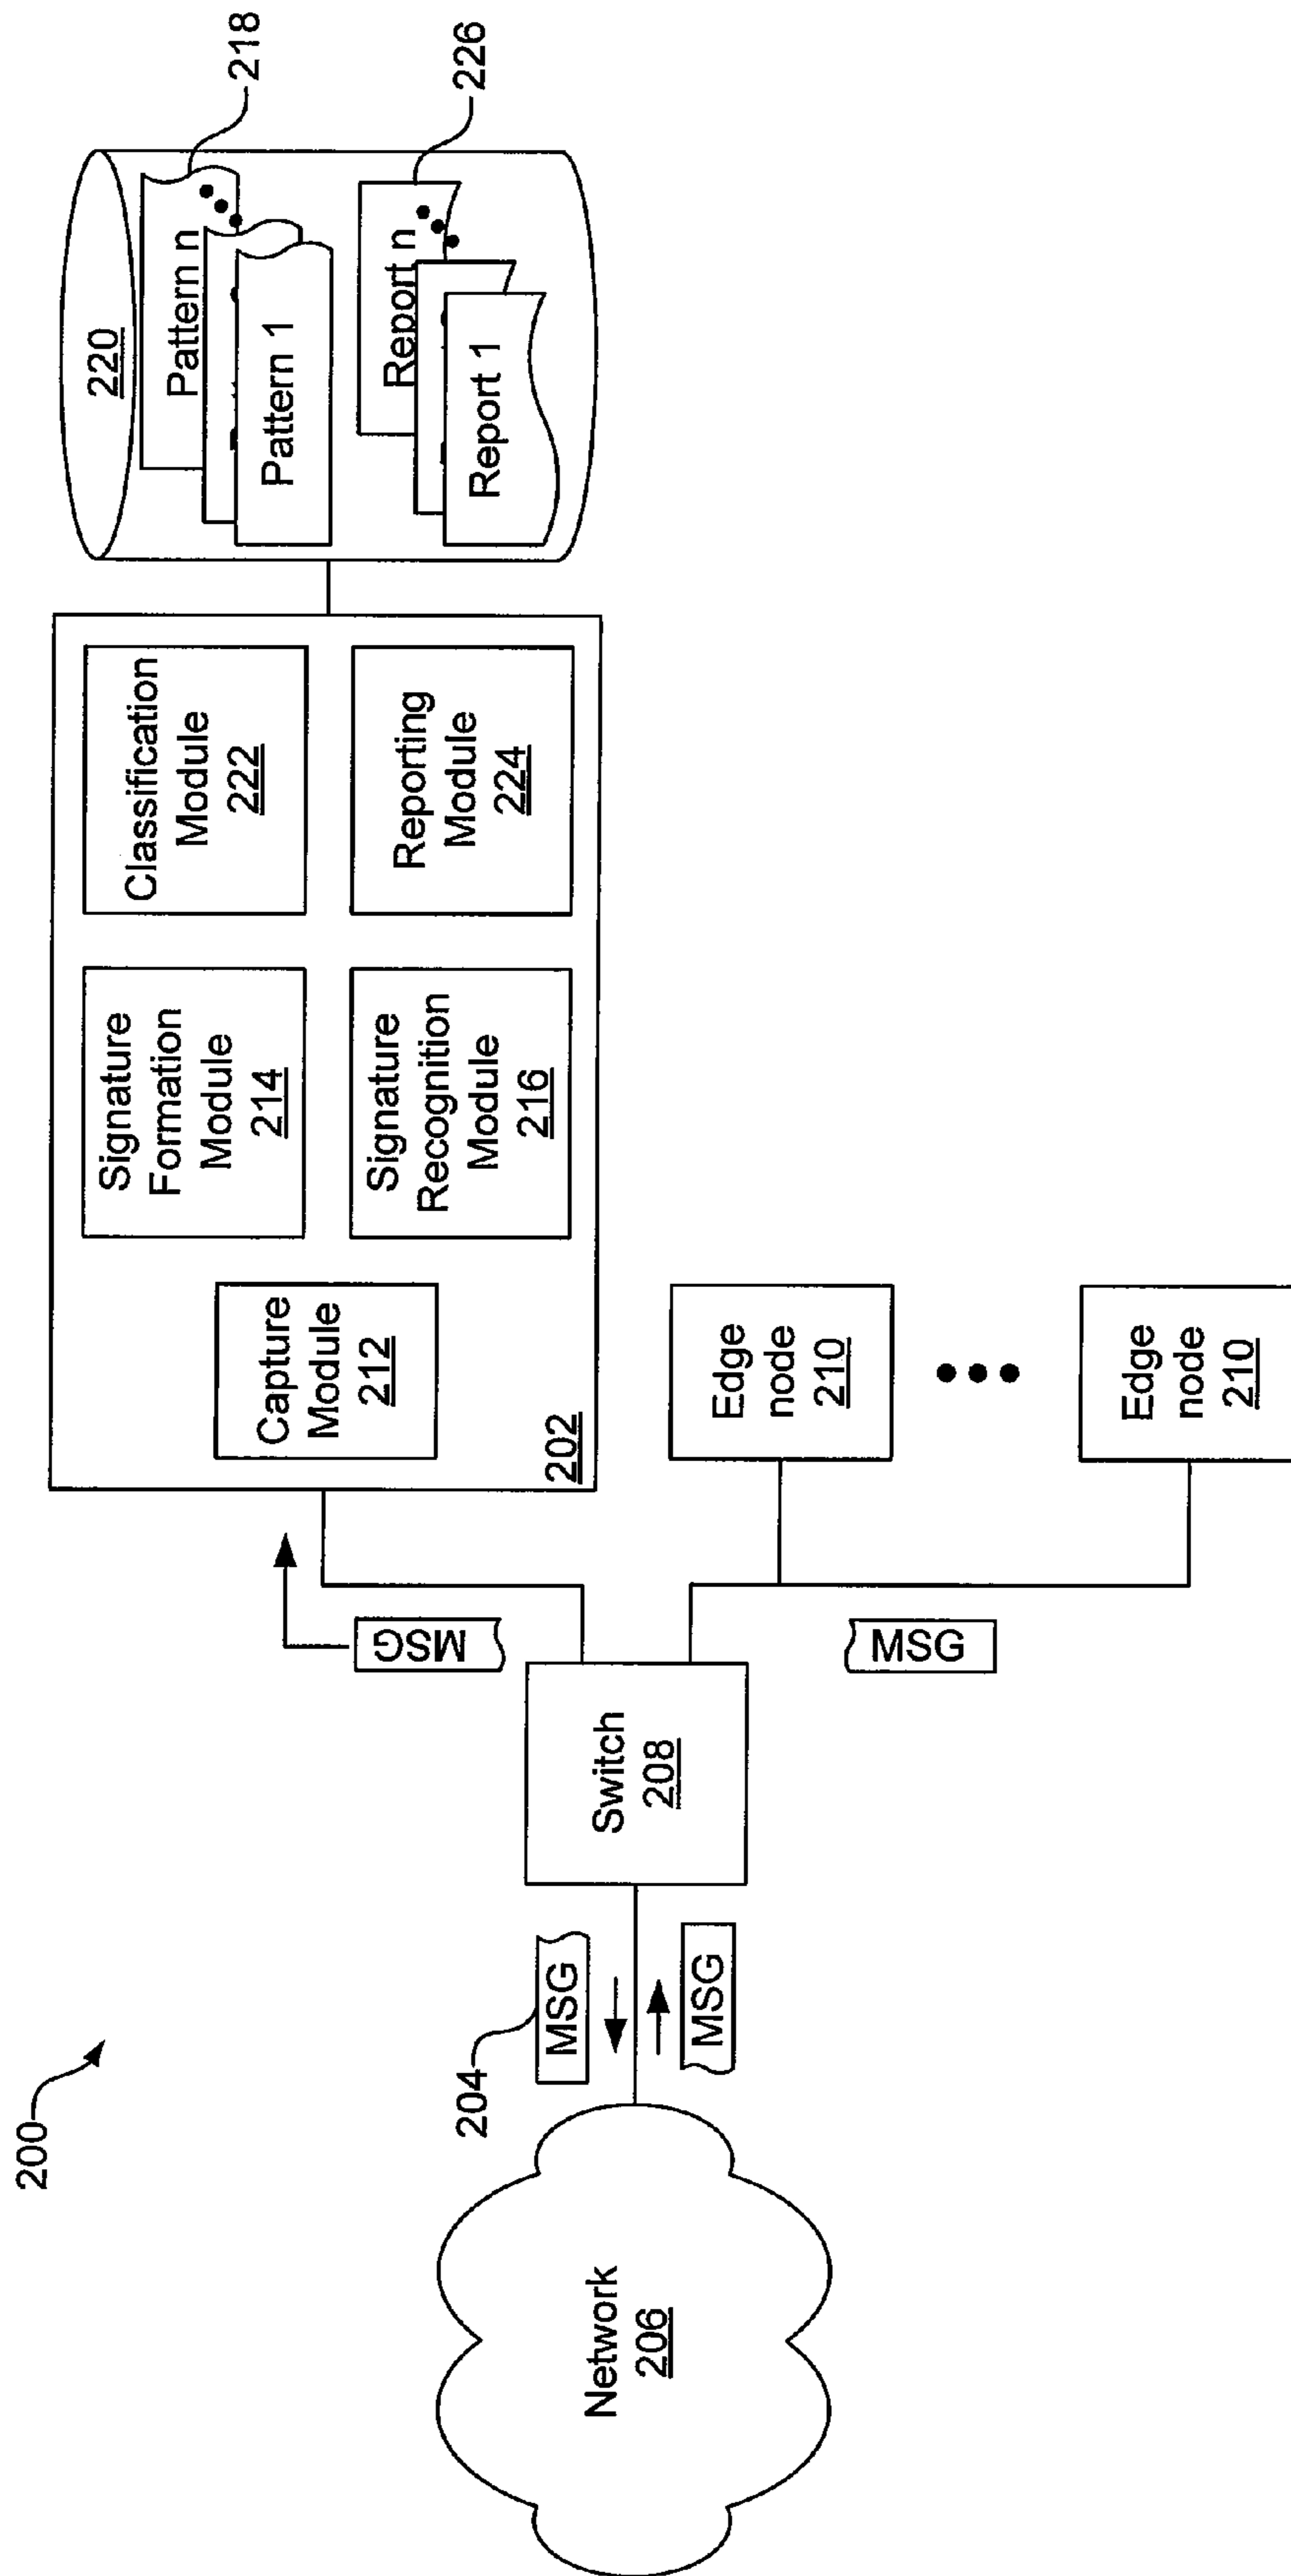 200
Network
206
204
MSG
MSG
Switch
208
MSG
MSG
202
Capture
Module
212
Signature
Formation
Module
214
Signature
Recognition
Module
216
Classification
Module
222
Reporting
Module
224
Edge
node
210
Edge
node
210
220
Pattern n
Pattern 1
218
Report n
Report 1
226